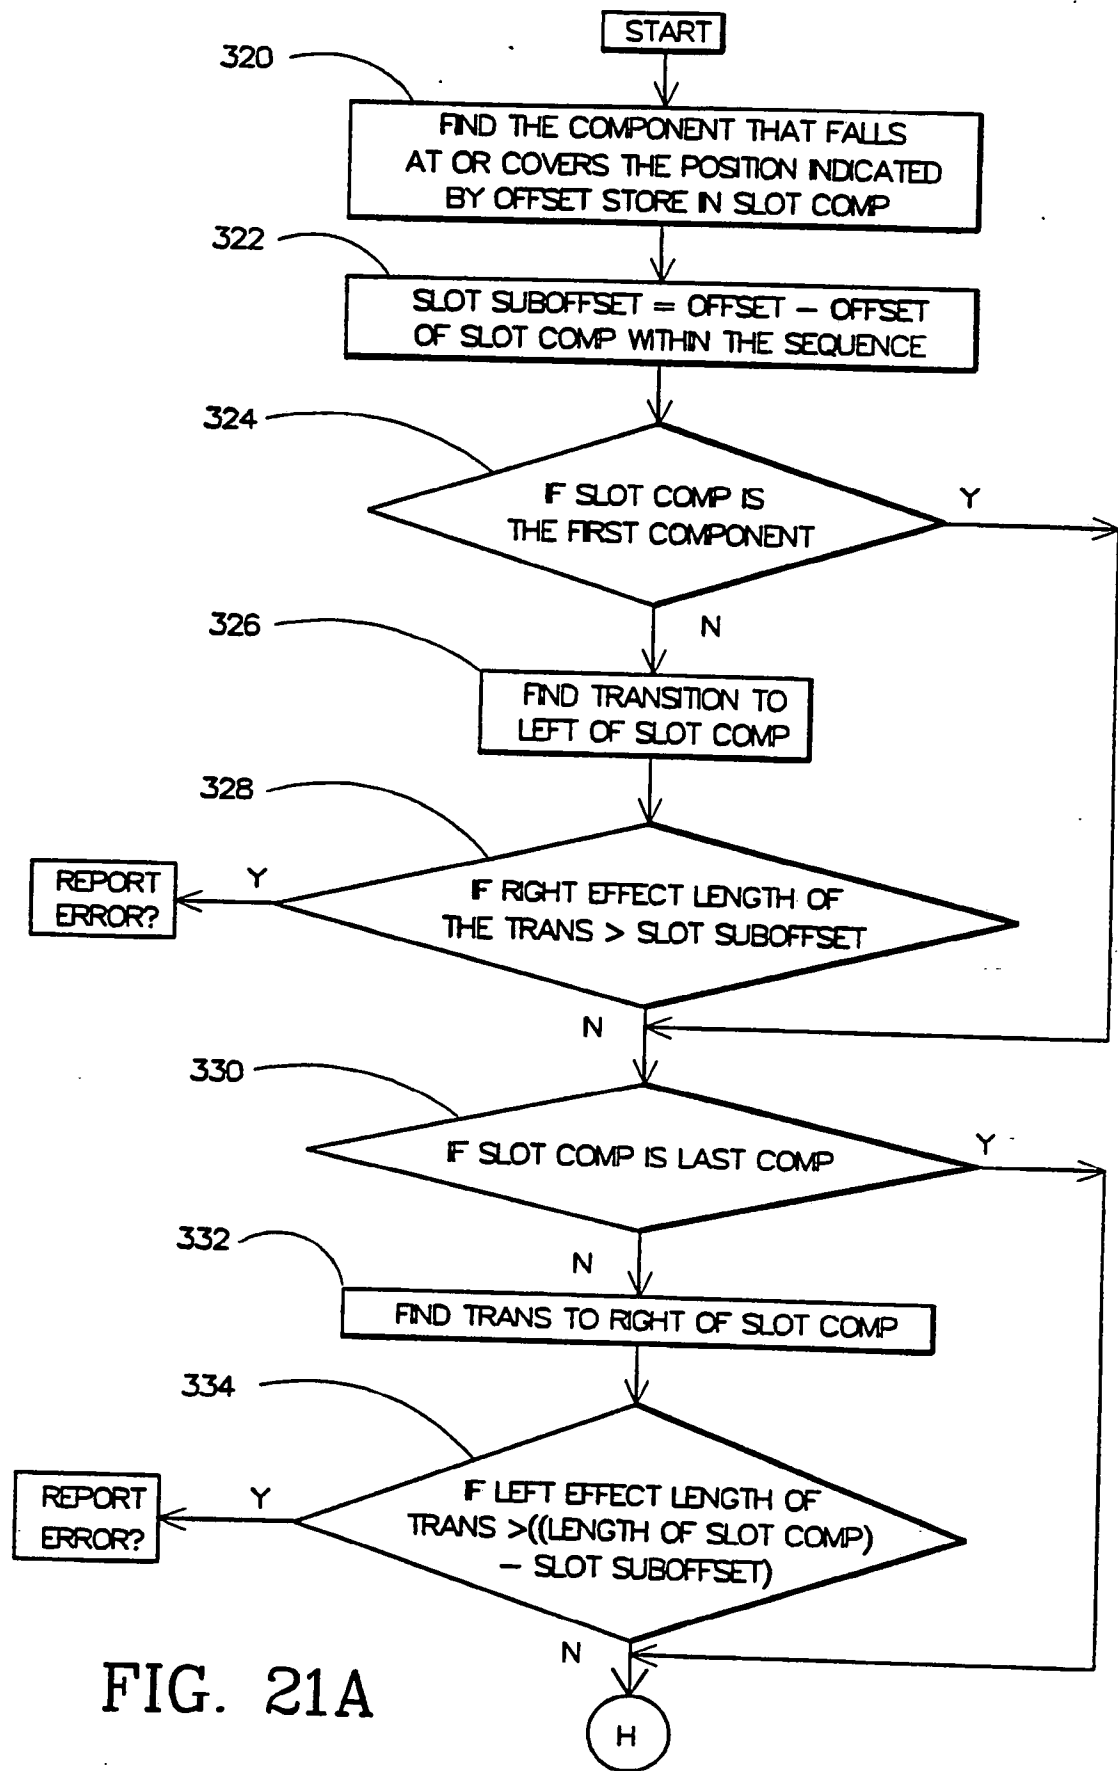 START
320
FIND THE COMPONENT THAT FALLS
AT OR COVERS THE POSITION INDICATED
BY OFFSET STORE IN SLOT COMP
322
SLOT SUBOFFSET = OFFSET - OFFSET
OF SLOT COMP WITHIN THE SEQUENCE
324
IF SLOT COMP IS
THE FIRST COMPONENT
Y
N
326
FIND TRANSITION TO
LEFT OF SLOT COMP
328
IF RIGHT EFFECT LENGTH OF
THE TRANS > SLOT SUBOFFSET
Y
REPORT
ERROR?
N
330
IF SLOT COMP IS LAST COMP
Y
N
332
FIND TRANS TO RIGHT OF SLOT COMP
334
IF LEFT EFFECT LENGTH OF
TRANS >((LENGTH OF SLOT COMP)
- SLOT SUBOFFSET)
Y
REPORT
ERROR?
N
H
FIG. 21A